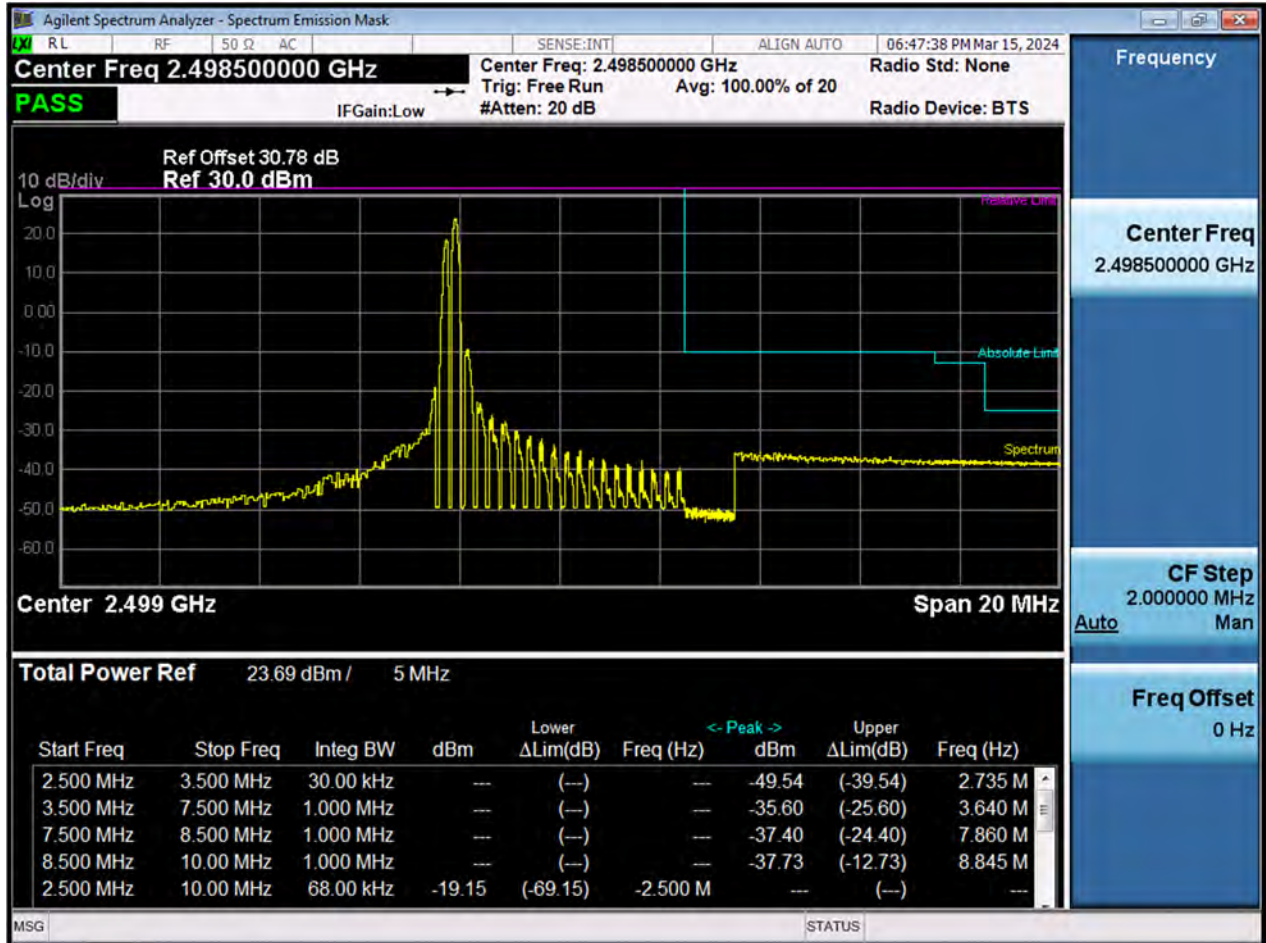 Agilent Spectrum Analyzer - Spectrum Emission Mask
LXI RL RF 50 Ω AC SENSE:INT ALIGN AUTO 06:47:38 PM Mar 15, 2024
Center Freq 2.498500000 GHz
Center Freq: 2.498500000 GHz
Radio Std: None
Trig: Free Run
Avg: 100.00% of 20
PASS
IFGain:Low
#Atten: 20 dB
Radio Device: BTS
Ref Offset 30.78 dB
10 dB/div
Ref 30.0 dBm
Log
Relative Limit
20.0
10.0
0.00
-10.0
Absolute Limit
-20.0
-30.0
Spectrum
-40.0
-50.0
-60.0
Center 2.499 GHz
Span 20 MHz
Total Power Ref 23.69 dBm / 5 MHz
Lower <- Peak -> Upper
Start Freq Stop Freq Integ BW dBm ΔLim(dB) Freq (Hz) dBm ΔLim(dB) Freq (Hz)
2.500 MHz 3.500 MHz 30.00 kHz --- (---) --- -49.54 (-39.54) 2.735 M
3.500 MHz 7.500 MHz 1.000 MHz --- (---) --- -35.60 (-25.60) 3.640 M
7.500 MHz 8.500 MHz 1.000 MHz --- (---) --- -37.40 (-24.40) 7.860 M
8.500 MHz 10.00 MHz 1.000 MHz --- (---) --- -37.73 (-12.73) 8.845 M
2.500 MHz 10.00 MHz 68.00 kHz -19.15 (-69.15) -2.500 M --- (---) ---
MSG
STATUS
Frequency
Center Freq
2.498500000 GHz
CF Step
2.000000 MHz
Auto Man
Freq Offset
0 Hz